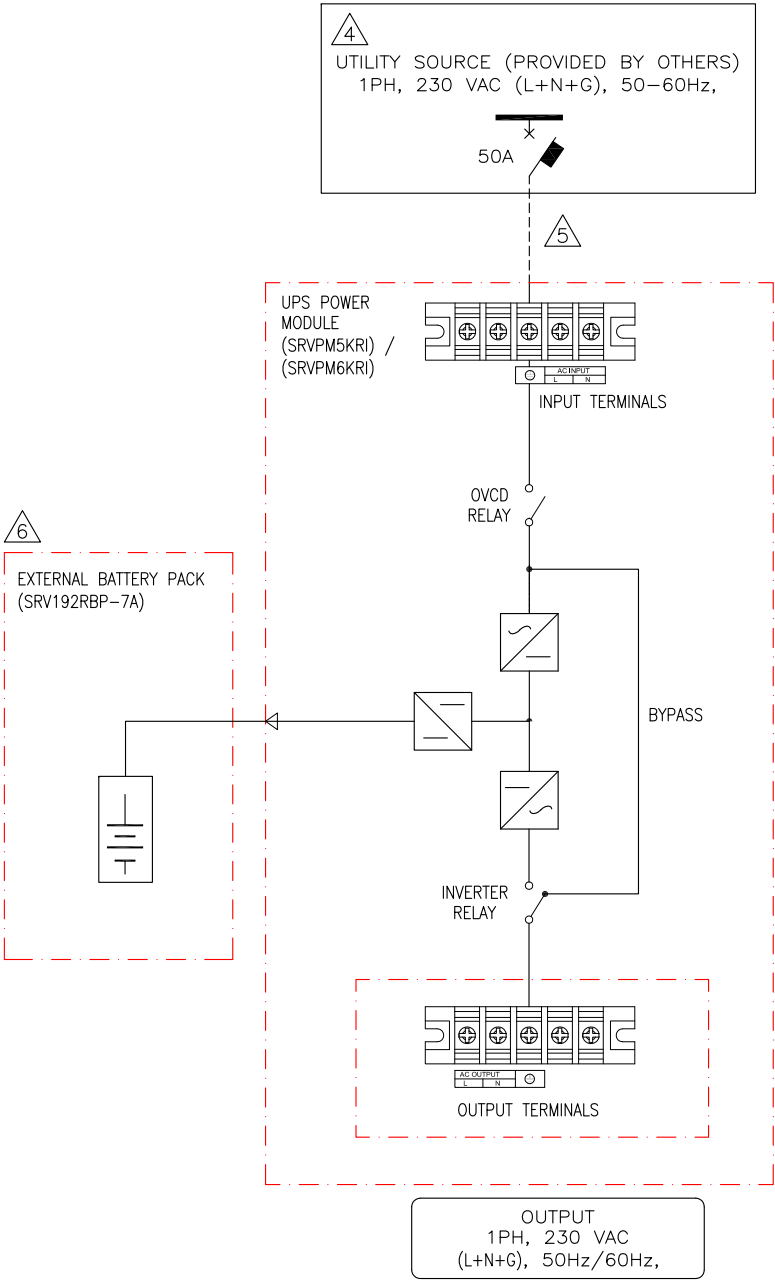 4
UTILITY SOURCE (PROVIDED BY OTHERS)
1PH, 230 VAC (L+N+G), 50-60Hz,
50A
5
UPS POWER
MODULE
(SRVPM5KRI) /
(SRVPM6KRI)
AC INPUT
L N
INPUT TERMINALS
OVCD
RELAY
6
EXTERNAL BATTERY PACK
(SRV192RBP-7A)
BYPASS
INVERTER
RELAY
AC OUTPUT
L N
OUTPUT TERMINALS
OUTPUT
1PH, 230 VAC
(L+N+G), 50Hz/60Hz,